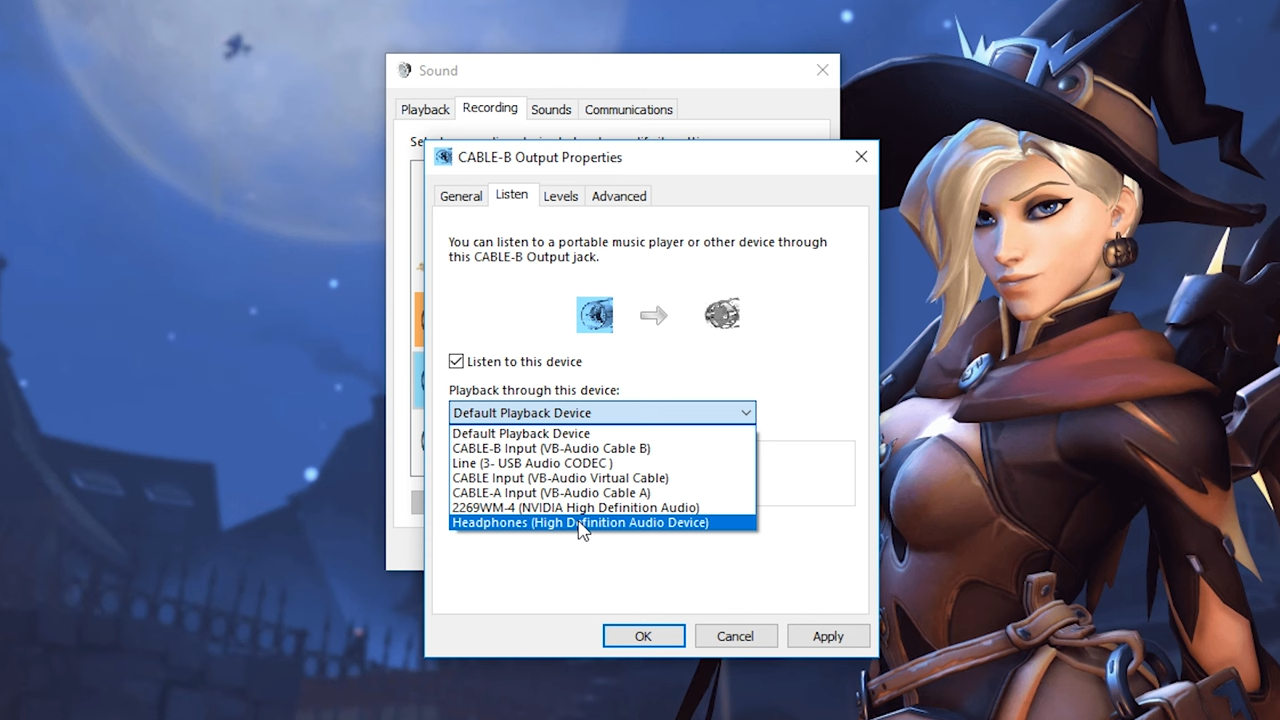 Sound
Playback
Recording
Sounds
Communications
CABLE-B Output Properties
General
Listen
Levels
Advanced
You can listen to a portable music player or other device through
this CABLE-B Output jack.
Listen to this device
Playback through this device:
Default Playback Device
Default Playback Device
CABLE-B Input (VB-Audio Cable B)
Line (3- USB Audio CODEC )
CABLE Input (VB-Audio Virtual Cable)
CABLE-A Input (VB-Audio Cable A)
2269WM-4 (NVIDIA High Definition Audio)
Headphones (High Definition Audio Device)
OK
Cancel
Apply